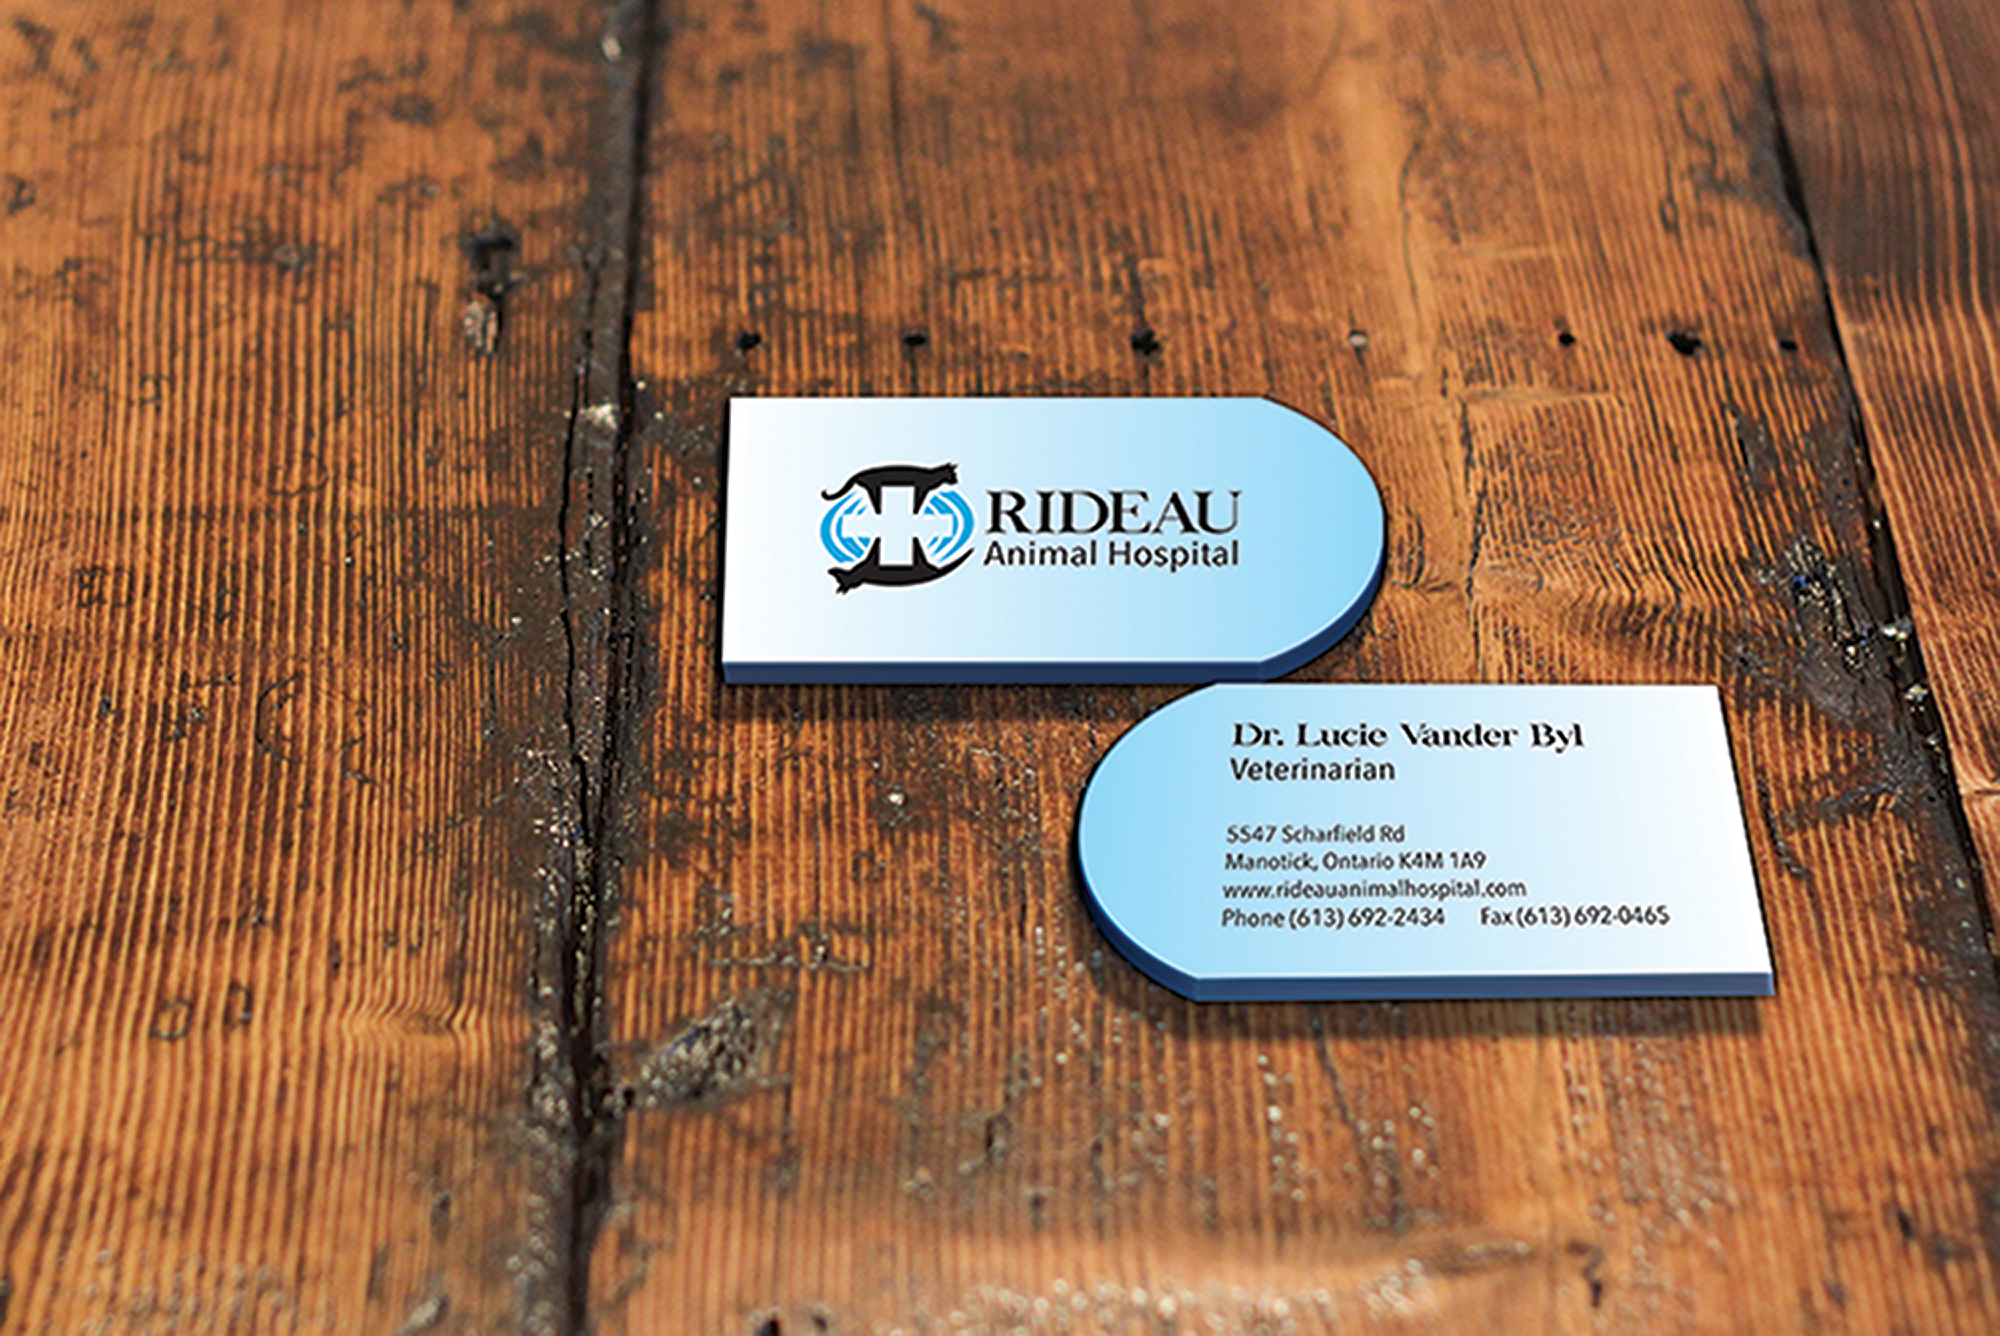 RIDEAU
Animal Hospital
Dr. Lucie Vander Byl
Veterinarian
5547 Scharfield Rd
Manotick, Ontario K4M 1A9
www.rideauanimalhospital.com
Phone (613) 692-2434 Fax (613) 692-0465